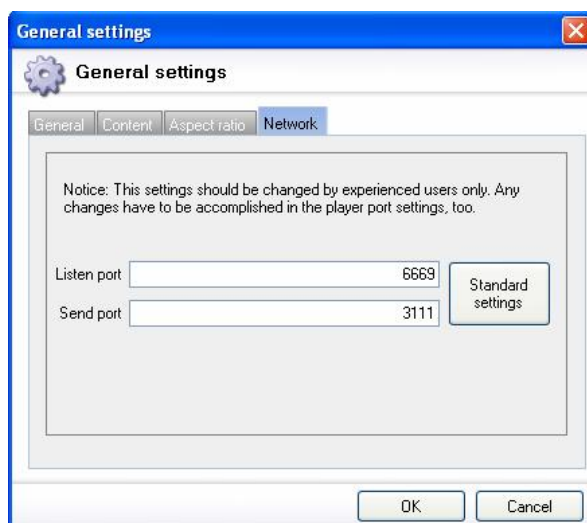 General settings
General settings
General Content Aspect ratio Network
Notice: This settings should be changed by experienced users only. Any
changes have to be accomplished in the player port settings, too.
Listen port 6669
Send port 3111
Standard
settings
OK Cancel